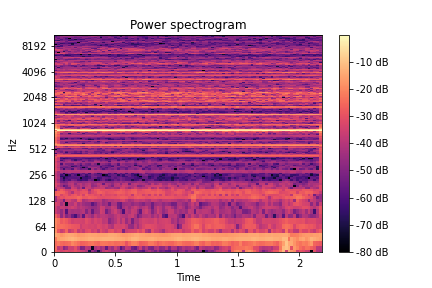 Power spectrogram
8192
4096
2048
1024
512
256
128
64
0
Hz
0
0.5
1
1.5
2
Time
-10 dB
-20 dB
-30 dB
-40 dB
-50 dB
-60 dB
-70 dB
-80 dB